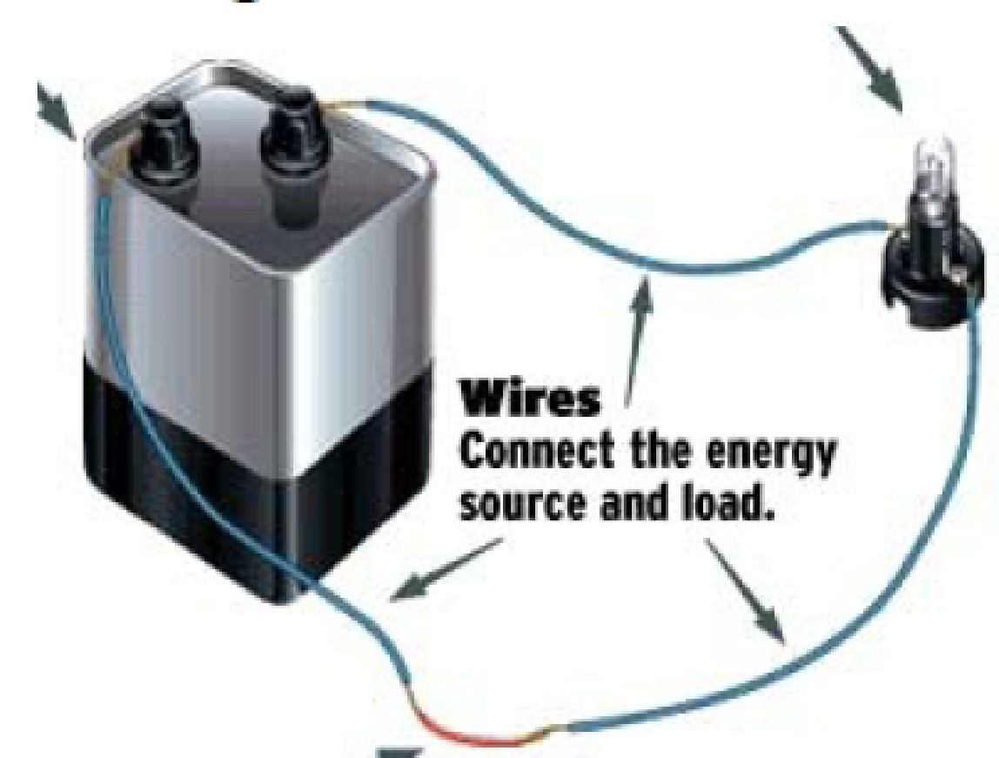 Wires
Connect the energy
source and load.